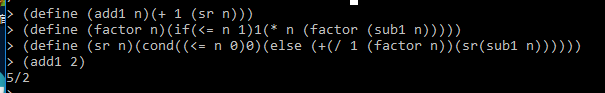 > (define (add1 n)(+ 1 (sr n)))
> (define (factor n)(if(<= n 1)1(* n (factor (sub1 n)))))
> (define (sr n)(cond((<= n 0)0)(else (+(/ 1 (factor n))(sr(sub1 n))))))
> (add1 2)
5/2